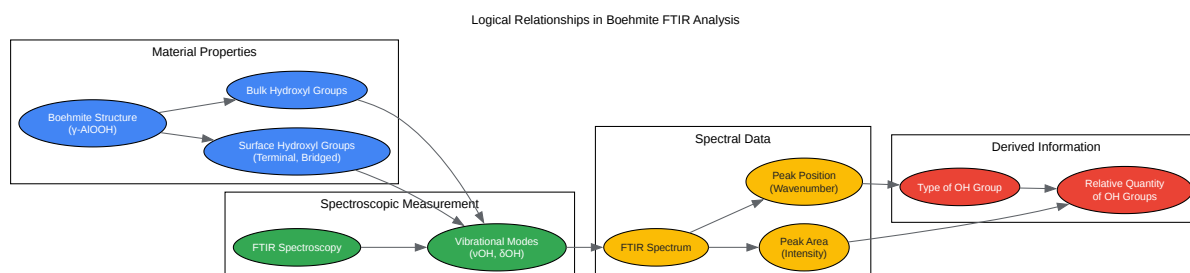 Logical Relationships in Boehmite FTIR Analysis
Material Properties
Boehmite Structure
(γ-AlOOH)
Bulk Hydroxyl Groups
Surface Hydroxyl Groups
(Terminal, Bridged)
Spectroscopic Measurement
FTIR Spectroscopy
Vibrational Modes
(νOH, δOH)
Spectral Data
FTIR Spectrum
Peak Position
(Wavenumber)
Peak Area
(Intensity)
Derived Information
Type of OH Group
Relative Quantity
of OH Groups